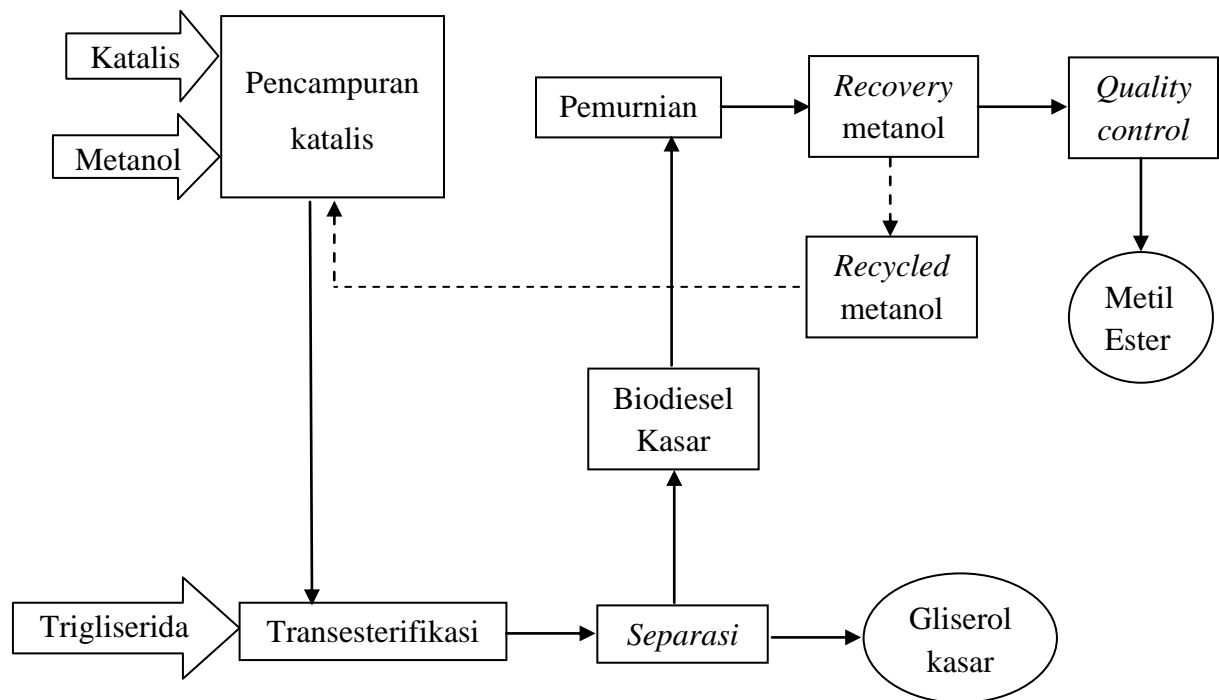 Katalis
Metanol
Pencampuran
katalis
Pemurnian
Recovery
metanol
Quality
control
Recycled
metanol
Metil
Ester
Biodiesel
Kasar
Trigliserida
Transesterifikasi
Separasi
Gliserol
kasar